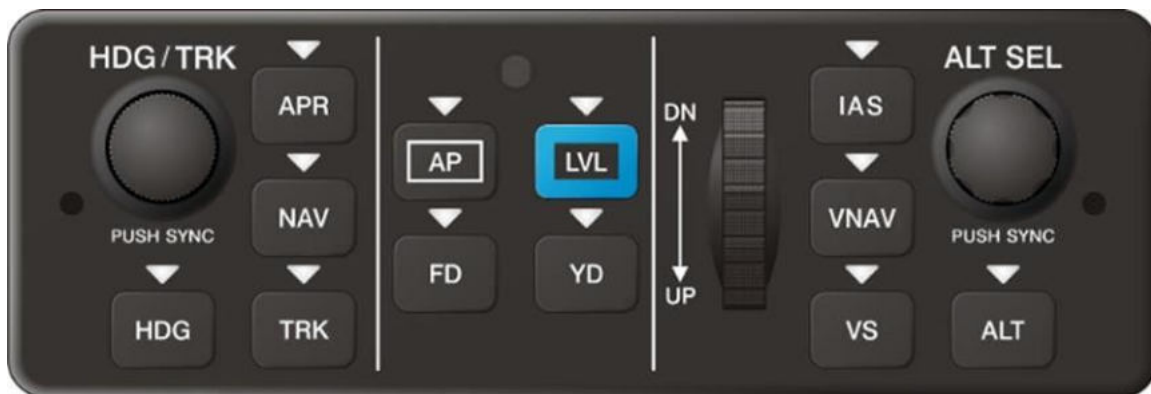 HDG / TRK
APR
NAV
PUSH SYNC
HDG
TRK
AP
LVL
FD
YD
DN
UP
IAS
VNAV
VS
ALT SEL
PUSH SYNC
ALT